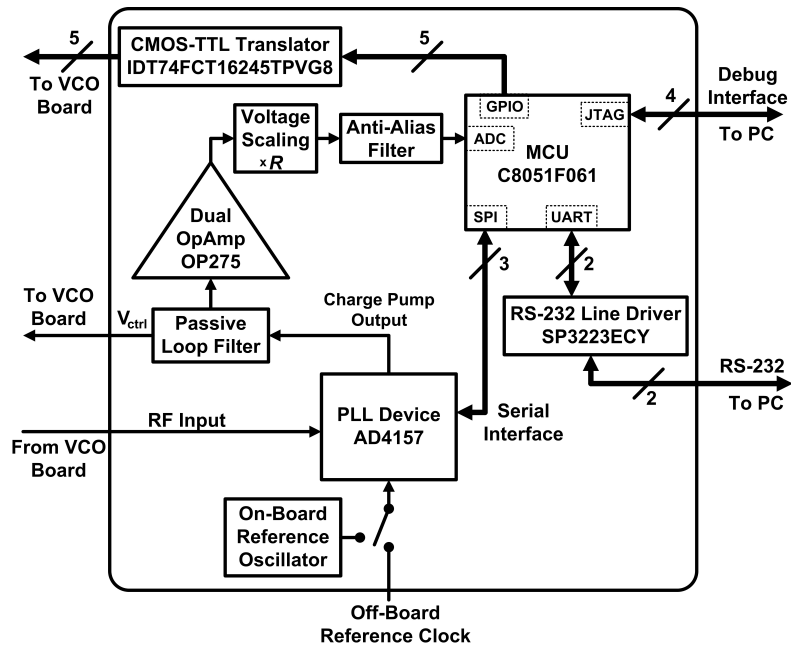 5
To VCO
Board
CMOS-TTL Translator
IDT74FCT16245TPVG8
5
Voltage
Scaling
x R
Anti-Alias
Filter
GPIO
JTAG
ADC
MCU
C8051F061
SPI
UART
4
Debug
Interface
To PC
Dual
OpAmp
OP275
3
2
To VCO
Board
Vctrl
Passive
Loop Filter
Charge Pump
Output
RS-232 Line Driver
SP3223ECY
RS-232
2
To PC
PLL Device
AD4157
Serial
Interface
RF Input
From VCO
Board
On-Board
Reference
Oscillator
Off-Board
Reference Clock